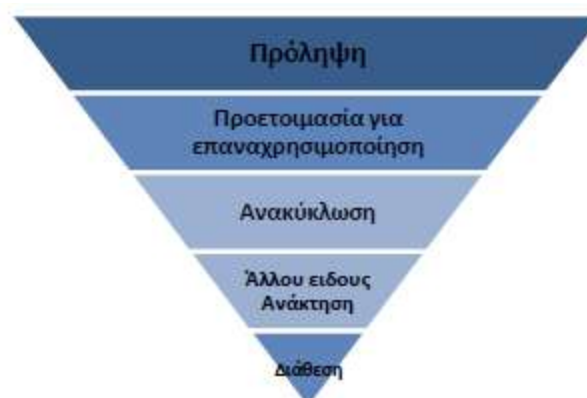 Πρόληψη
Προετοιμασία για
επαναχρησιμοποίηση
Ανακύκλωση
Άλλου ειδους
Ανάκτηση
Διάθεση